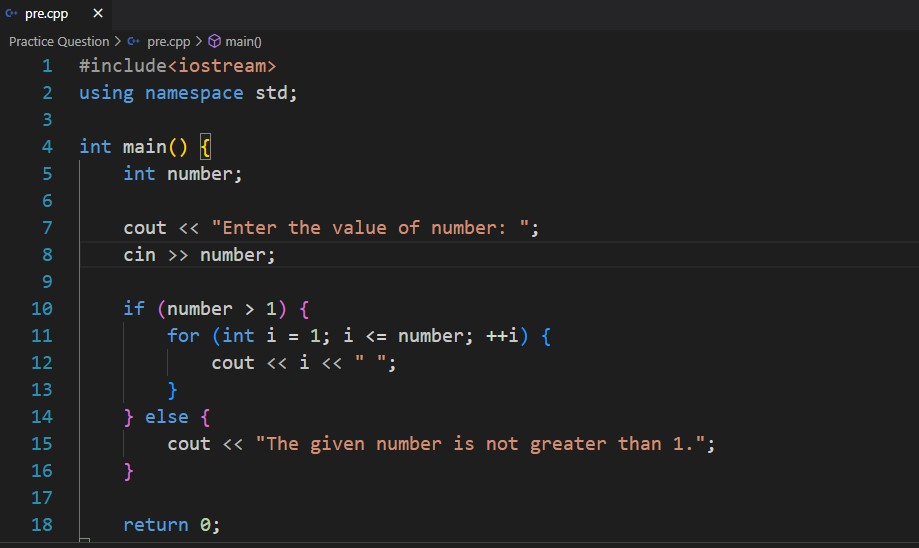 pre.cpp
Practice Question > pre.cpp > main()
1 #include<iostream>
2 using namespace std;
3
4 int main() {
5     int number;
6
7     cout << "Enter the value of number: ";
8     cin >> number;
9
10     if (number > 1) {
11         for (int i = 1; i <= number; ++i) {
12             cout << i << " ";
13         }
14     } else {
15         cout << "The given number is not greater than 1.";
16     }
17
18     return 0;